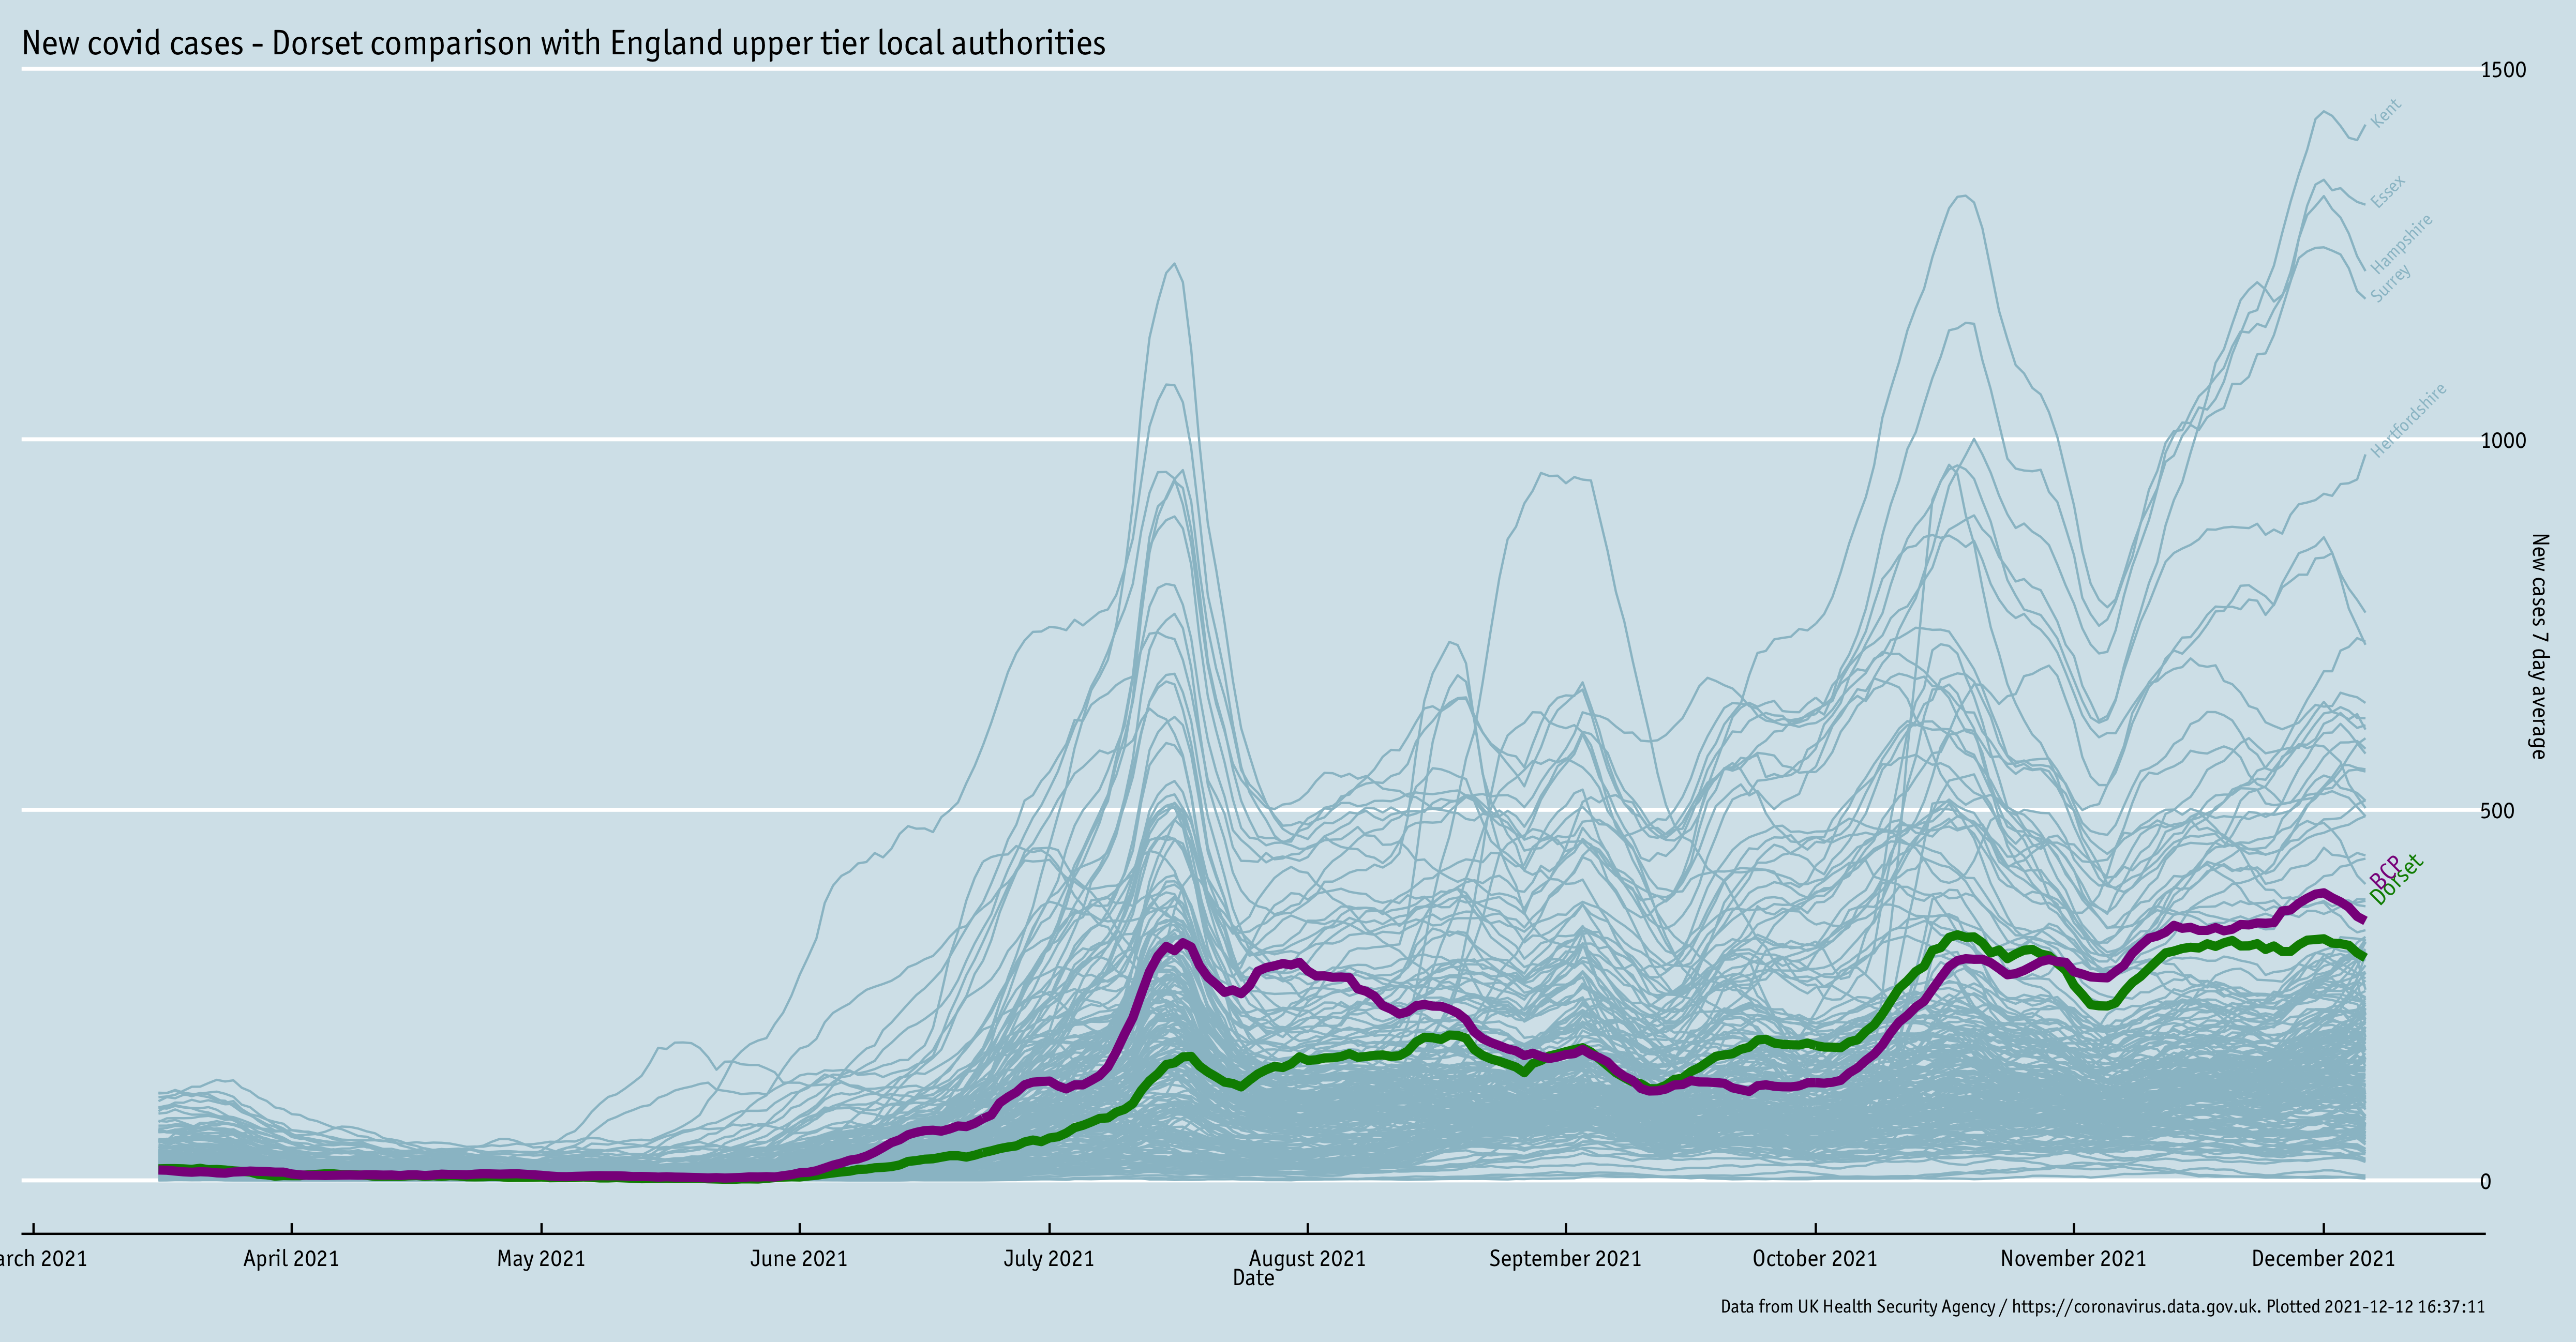 New covid cases - Dorset comparison with England upper tier local authorities
1500
Kent
Essex
Hampshire
Surrey
Hertfordshire
1000
New cases 7 day average
500
BCP
Dorset
0
arch 2021
April 2021
May 2021
June 2021
July 2021
August 2021
September 2021
October 2021
November 2021
December 2021
Date
Data from UK Health Security Agency / https://coronavirus.data.gov.uk. Plotted 2021-12-12 16:37:11